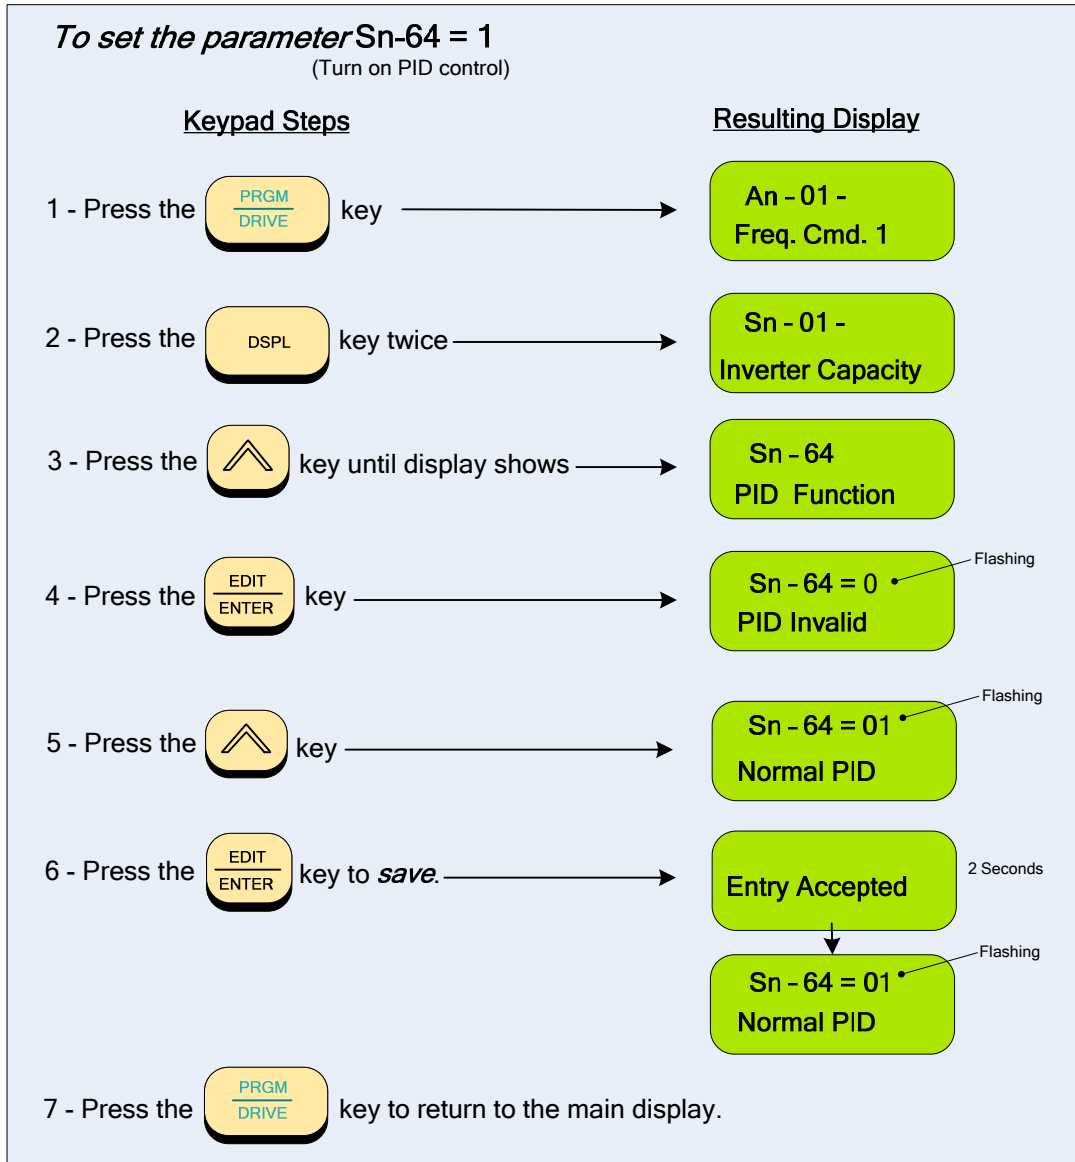 To set the parameter Sn-64 = 1
(Turn on PID control)
Keypad Steps
Resulting Display
1 - Press the PRGM DRIVE key
An - 01 -
Freq. Cmd. 1
2 - Press the DSPL key twice
Sn - 01 -
Inverter Capacity
3 - Press the key until display shows
Sn - 64
PID Function
4 - Press the EDIT ENTER key
Sn - 64 = 0
PID Invalid
Flashing
5 - Press the key
Sn - 64 = 01
Normal PID
Flashing
6 - Press the EDIT ENTER key to save.
Entry Accepted
2 Seconds
Sn - 64 = 01
Normal PID
Flashing
7 - Press the PRGM DRIVE key to return to the main display.